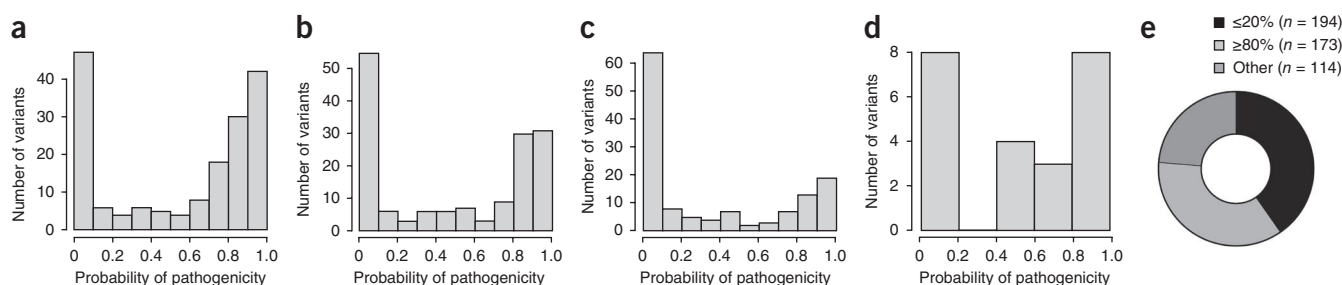 a
Number of variants
40
30
20
10
0
0 0.2 0.4 0.6 0.8 1.0
Probability of pathogenicity
b
Number of variants
50
40
30
20
10
0
0 0.2 0.4 0.6 0.8 1.0
Probability of pathogenicity
c
Number of variants
60
50
40
30
20
10
0
0 0.2 0.4 0.6 0.8 1.0
Probability of pathogenicity
d
Number of variants
8
6
4
2
0
0 0.2 0.4 0.6 0.8 1.0
Probability of pathogenicity
e
≤20% (n = 194)
≥80% (n = 173)
Other (n = 114)